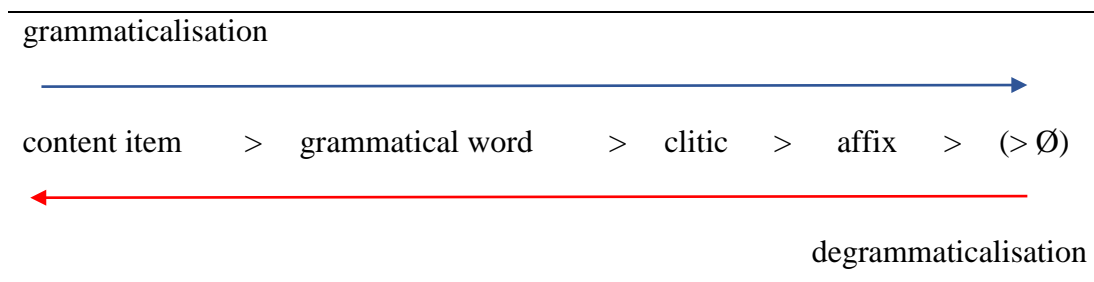 grammaticalisation
content item > grammatical word > clitic > affix > (> Ø)
degrammaticalisation